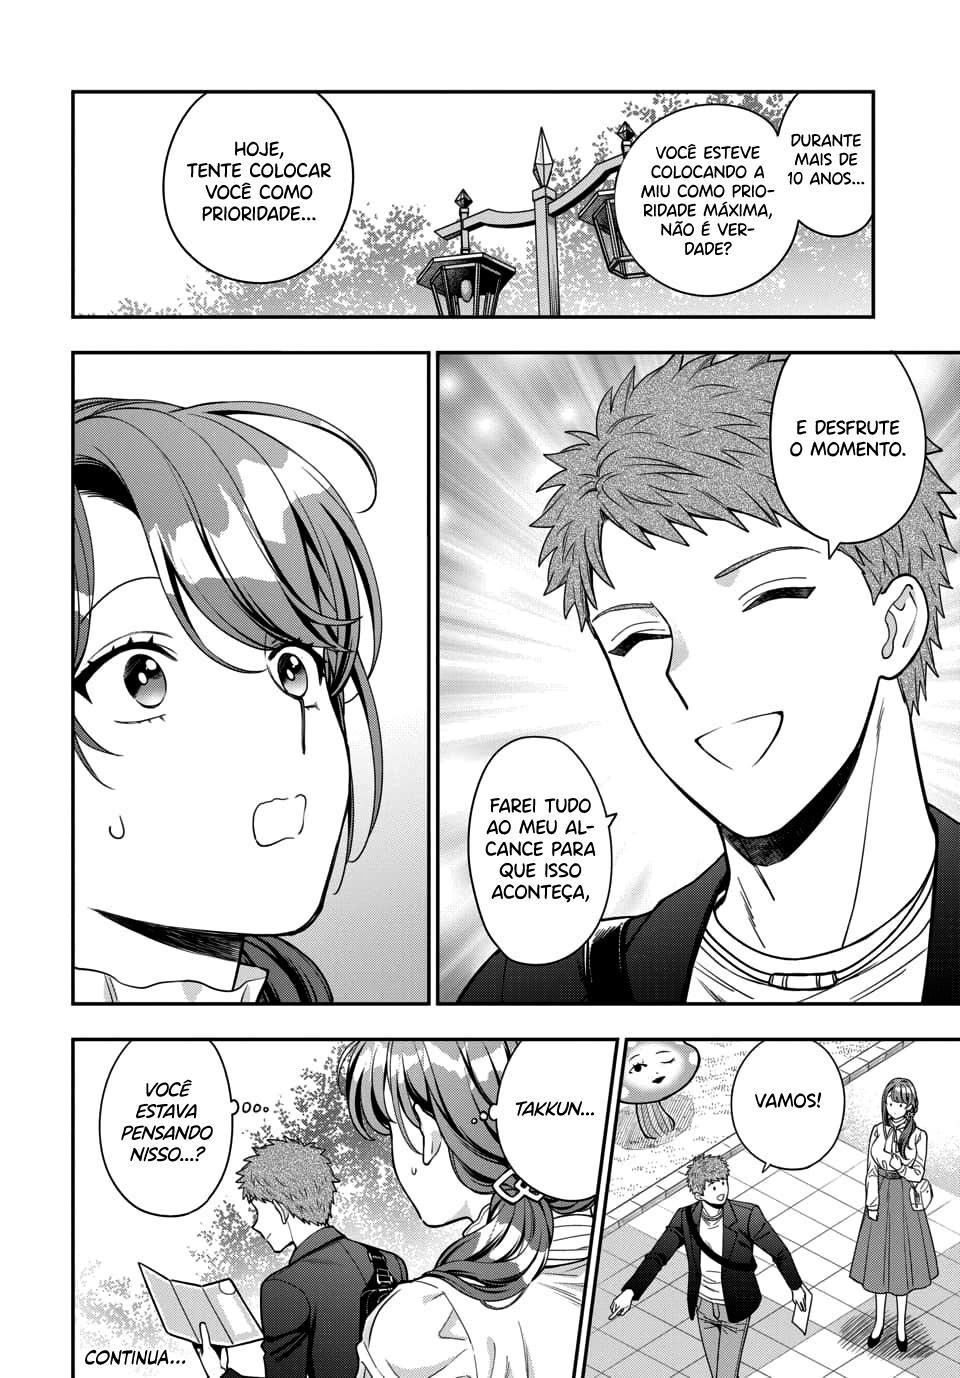 DURANTE
MAIS DE
10 ANOS...
VOCÊ ESTEVE
COLOCANDO A
MIU COMO PRIO-
RIDADE MÁXIMA,
NÃO É VER-
DADE?
HOJE,
TENTE COLOCAR
VOCÊ COMO
PRIORIDADE...
E DESFRUTE
O MOMENTO.
FAREI TUDO
AO MEU AL-
CANCE PARA
QUE ISSO
ACONTEÇA,
VAMOS!
TAKKUN...
VOCÊ
ESTAVA
PENSANDO
NISSO...?
CONTINUA...